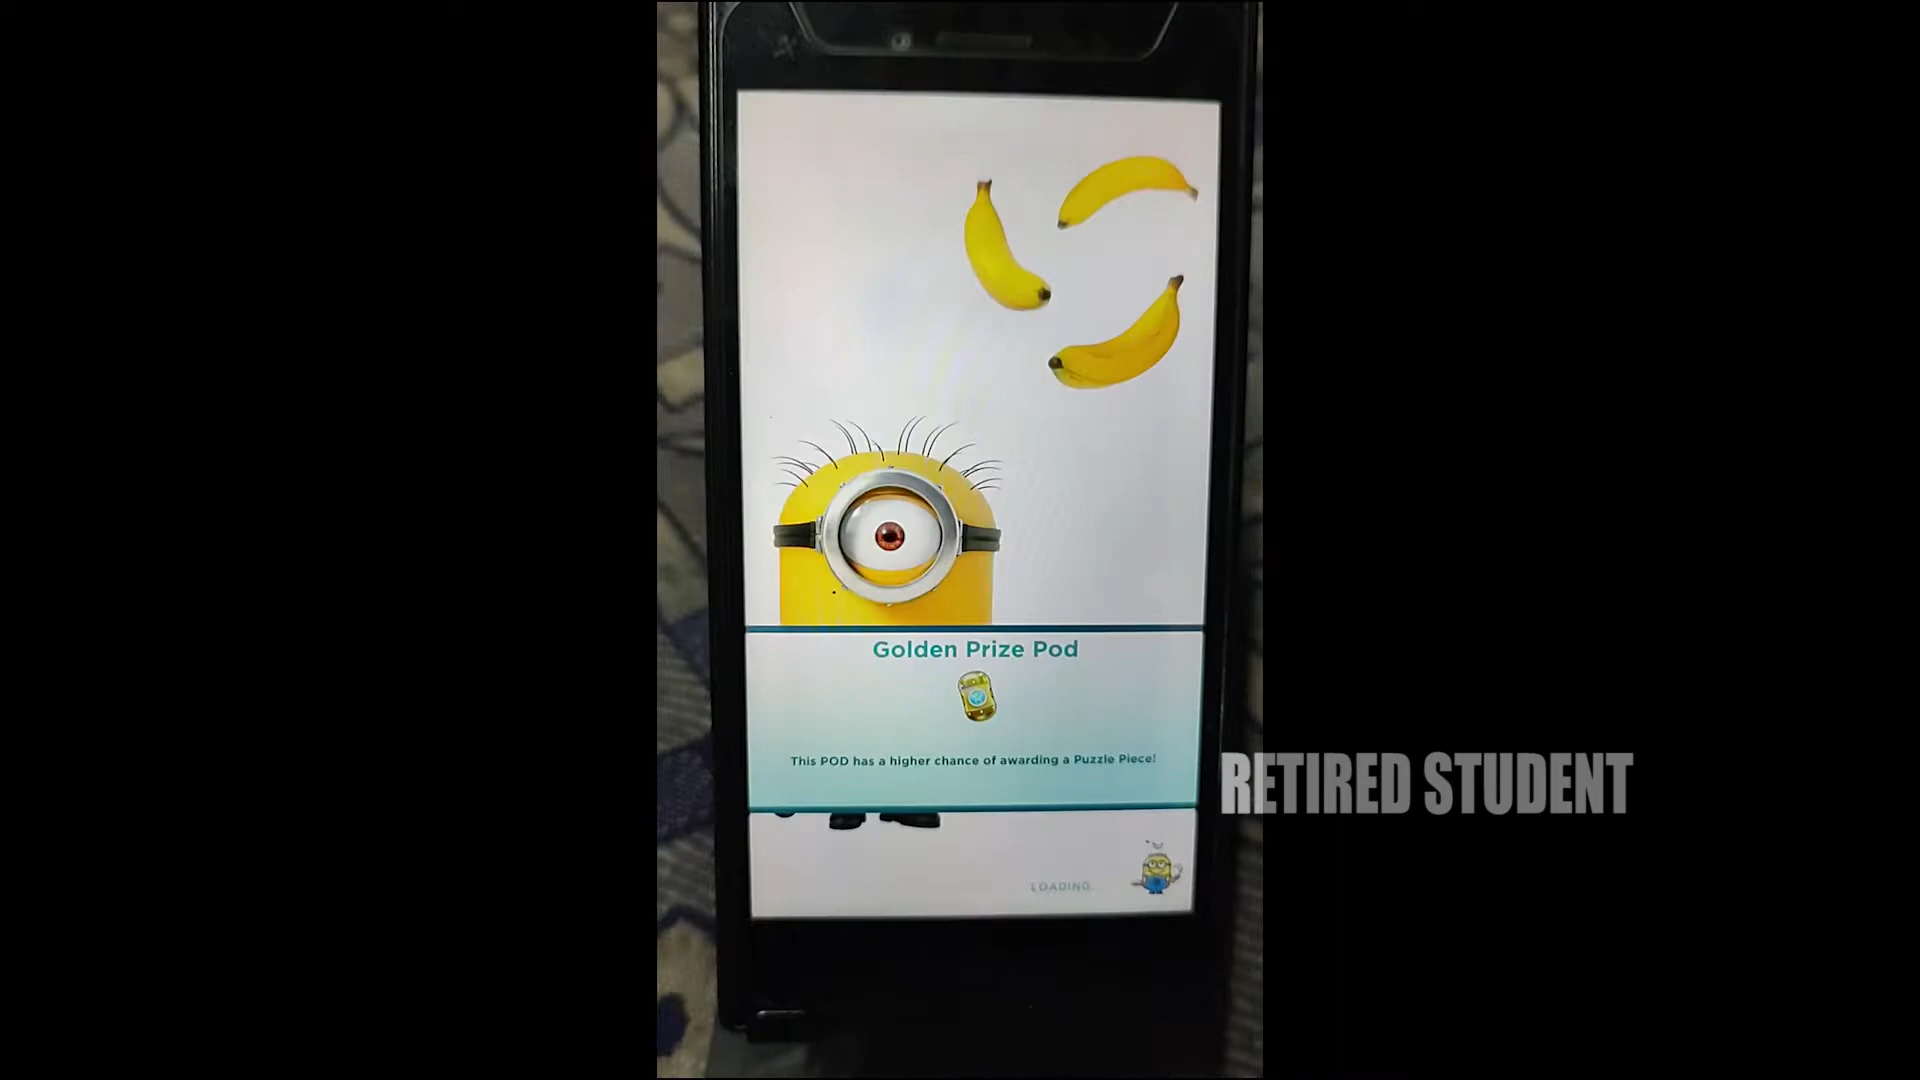 Golden Prize Pod
This POD has a higher chance of awarding a Puzzle Piece!
RETIRED STUDENT
LOADING...